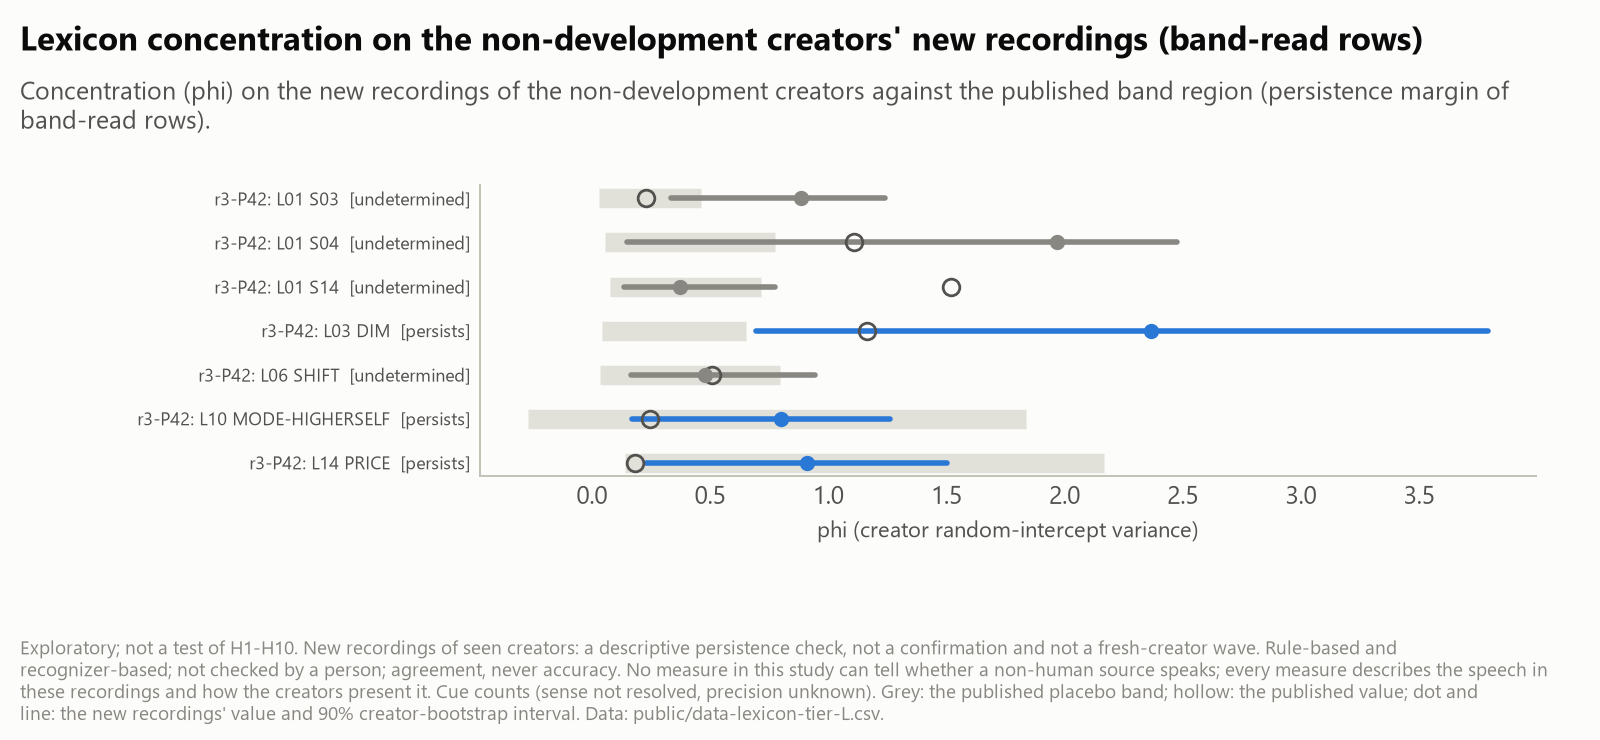 Lexicon concentration on the non-development creators' new recordings (band-read rows)
Concentration (phi) on the new recordings of the non-development creators against the published band region (persistence margin of
band-read rows).
r3-P42: L01 S03 [undetermined]
r3-P42: L01 S04 [undetermined]
r3-P42: L01 S14 [undetermined]
r3-P42: L03 DIM [persists]
r3-P42: L06 SHIFT [undetermined]
r3-P42: L10 MODE-HIGHERSELF [persists]
r3-P42: L14 PRICE [persists]
0.0 0.5 1.0 1.5 2.0 2.5 3.0 3.5
phi (creator random-intercept variance)
Exploratory; not a test of H1-H10. New recordings of seen creators: a descriptive persistence check, not a confirmation and not a fresh-creator wave. Rule-based and
recognizer-based; not checked by a person; agreement, never accuracy. No measure in this study can tell whether a non-human source speaks; every measure describes the speech in
these recordings and how the creators present it. Cue counts (sense not resolved, precision unknown). Grey: the published placebo band; hollow: the published value; dot and
line: the new recordings' value and 90% creator-bootstrap interval. Data: public/data-lexicon-tier-L.csv.